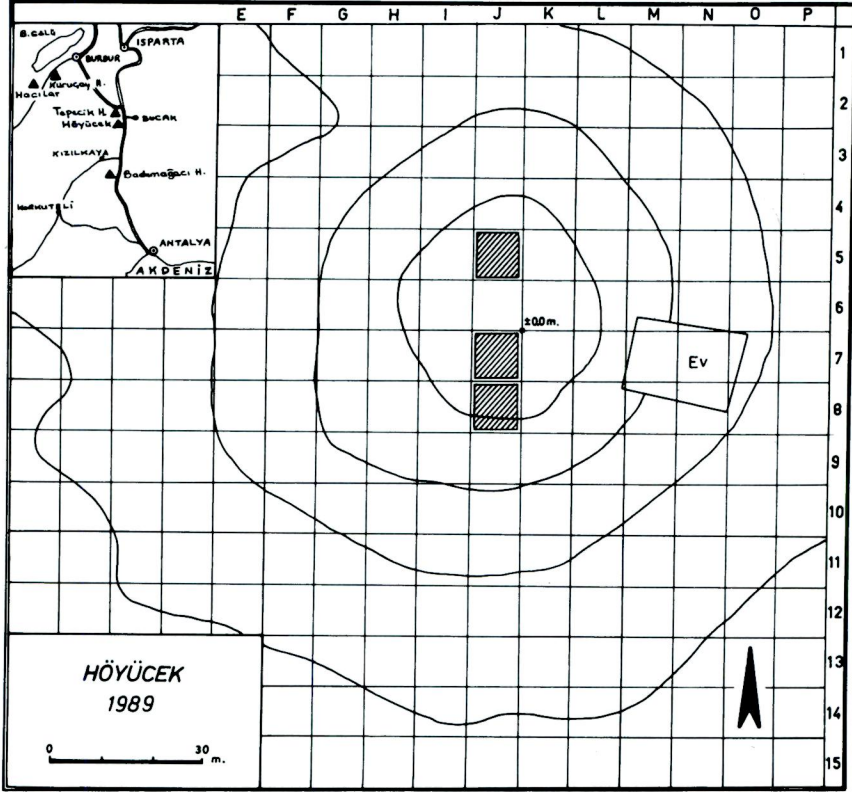 E F G H I J K L M N O P
1
2
3
4
5
6
7
8
9
10
11
12
13
14
15
B.GÖLÜ
ISPARTA
BURDUR
Kuruçay H.
Hacılar
Tepecik H.
BUCAK
Höyücek
KIZILKAYA
Bademağacı H.
KORKUTELİ
ANTALYA
AKDENİZ
±0.0 m.
Ev
HÖYÜCEK
1989
0 30 m.